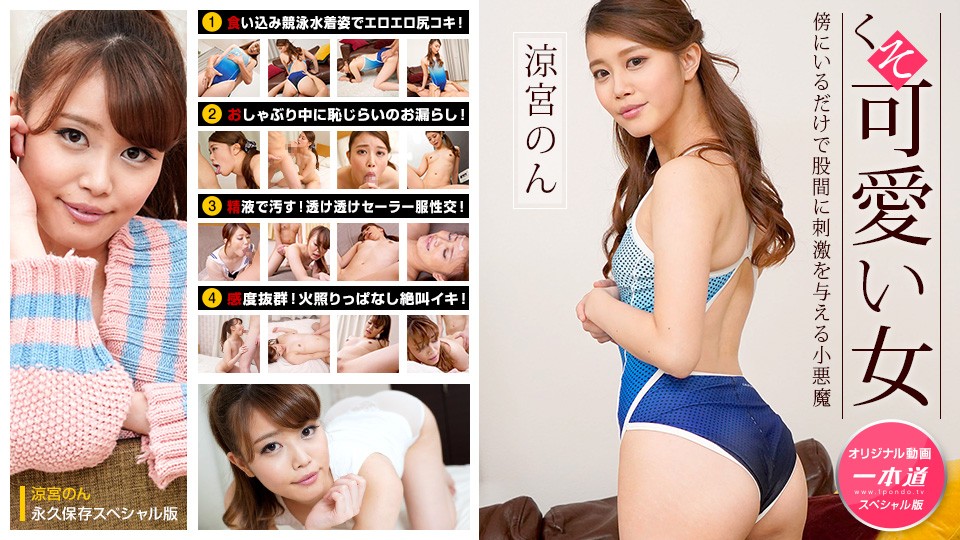 涼宮のん
永久保存スペシャル版
1 食い込み競泳水着姿でエロエロ尻コキ!
2 おしゃぶり中に恥じらいのお漏らし!
3 精液で汚す!透け透けセーラー服性交!
4 感度抜群!火照りっぱなし絶叫イキ!
涼宮のん
くそ可愛い女
傍にいるだけで股間に刺激を与える小悪魔
オリジナル動画
一本道
www.1pondo.tv
スペシャル版